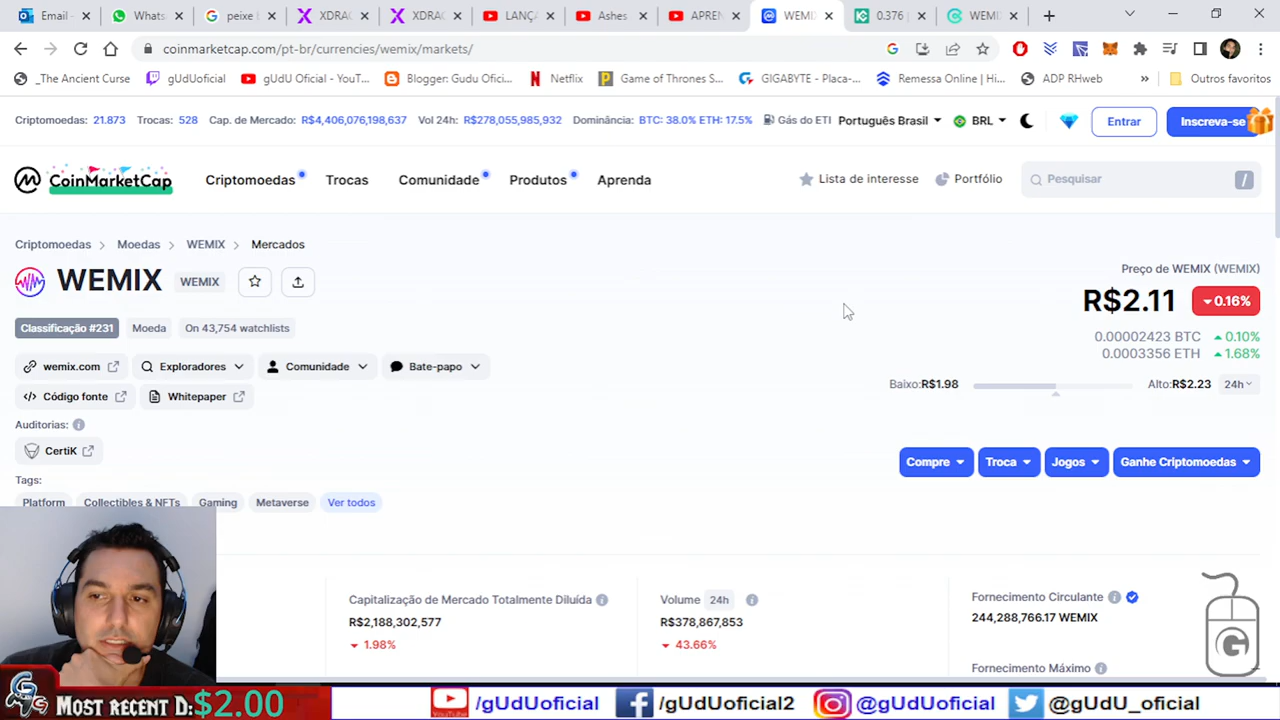 Email -
Whats
peixe
XDRAC
XDRAC
LANÇA
Ashes
APREN
WEMI
0.376
WEMI
coinmarketcap.com/pt-br/currencies/wemix/markets/
_The Ancient Curse
gUdUoficial
gUdU Oficial - YouT...
Blogger: Gudu Ofici...
Netflix
Game of Thrones S...
GIGABYTE - Placa-...
Remessa Online | Hi...
ADP RHweb
»
Outros favoritos
Criptomoedas: 21.873 Trocas: 528 Cap. de Mercado: R$4,406,076,198,637 Vol 24h: R$278,055,985,932 Dominância: BTC: 38.0% ETH: 17.5% Gás do ETI Português Brasil BRL Entrar Inscreva-se
CoinMarketCap
Criptomoedas Trocas Comunidade Produtos Aprenda
Lista de interesse Portfólio Pesquisar /
Criptomoedas > Moedas > WEMIX > Mercados
WEMIX WEMIX
Classificação #231 Moeda On 43,754 watchlists
wemix.com Exploradores Comunidade Bate-papo
Código fonte Whitepaper
Auditorias:
CertiK
Tags:
Platform Collectibles & NFTs Gaming Metaverse Ver todos
Preço de WEMIX (WEMIX)
R$2.11 0.16%
0.00002423 BTC 0.10%
0.0003356 ETH 1.68%
Baixo:R$1.98 Alto:R$2.23 24h
Compre Troca Jogos Ganhe Criptomoedas
Capitalização de Mercado Totalmente Diluída
R$2,188,302,577
1.98%
Volume 24h
R$378,867,853
43.66%
Fornecimento Circulante
244,288,766.17 WEMIX
Fornecimento Máximo
G
Most recent D: $2.00
YouTube /gUdUoficial /gUdUoficial2 @gUdUoficial @gUdU_oficial